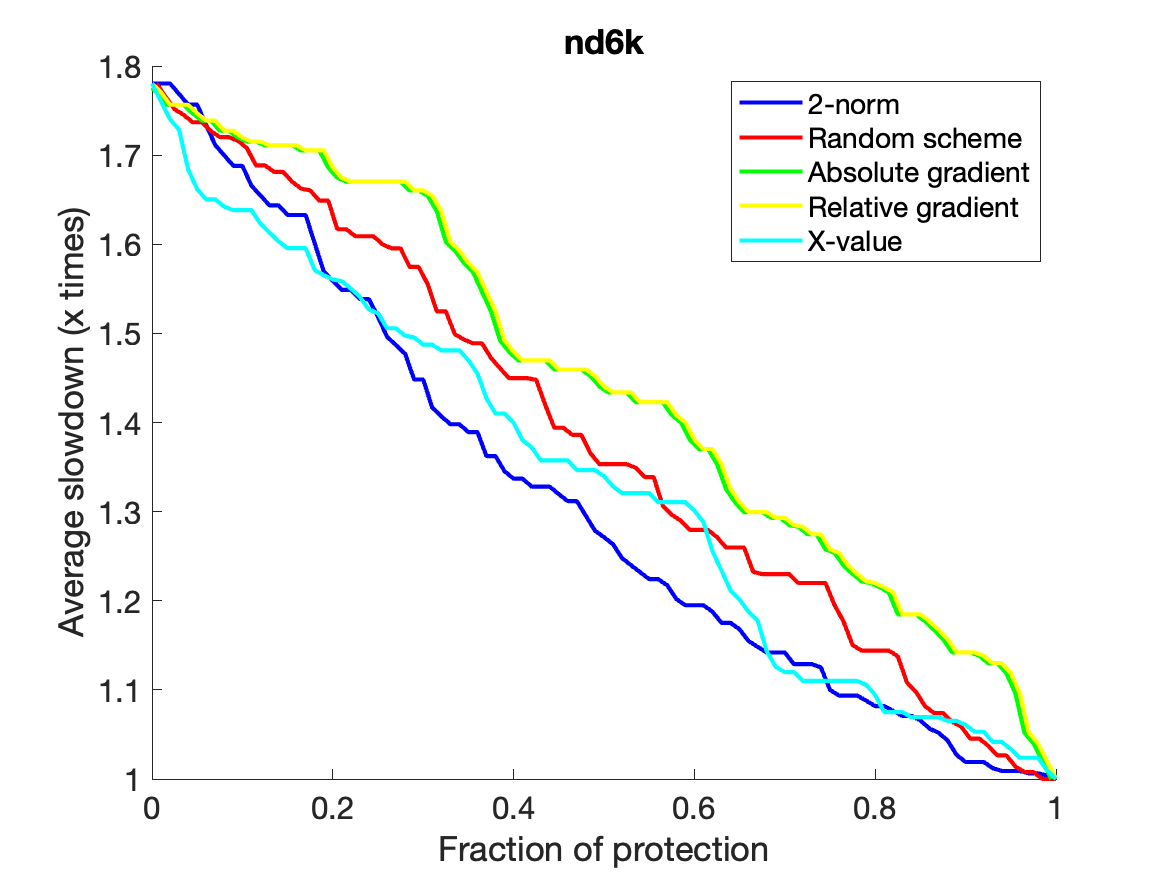 nd6k
1.8
1.7
1.6
1.5
1.4
1.3
1.2
1.1
1
Average slowdown (x times)
2-norm
Random scheme
Absolute gradient
Relative gradient
X-value
0
0.2
0.4
0.6
0.8
1
Fraction of protection